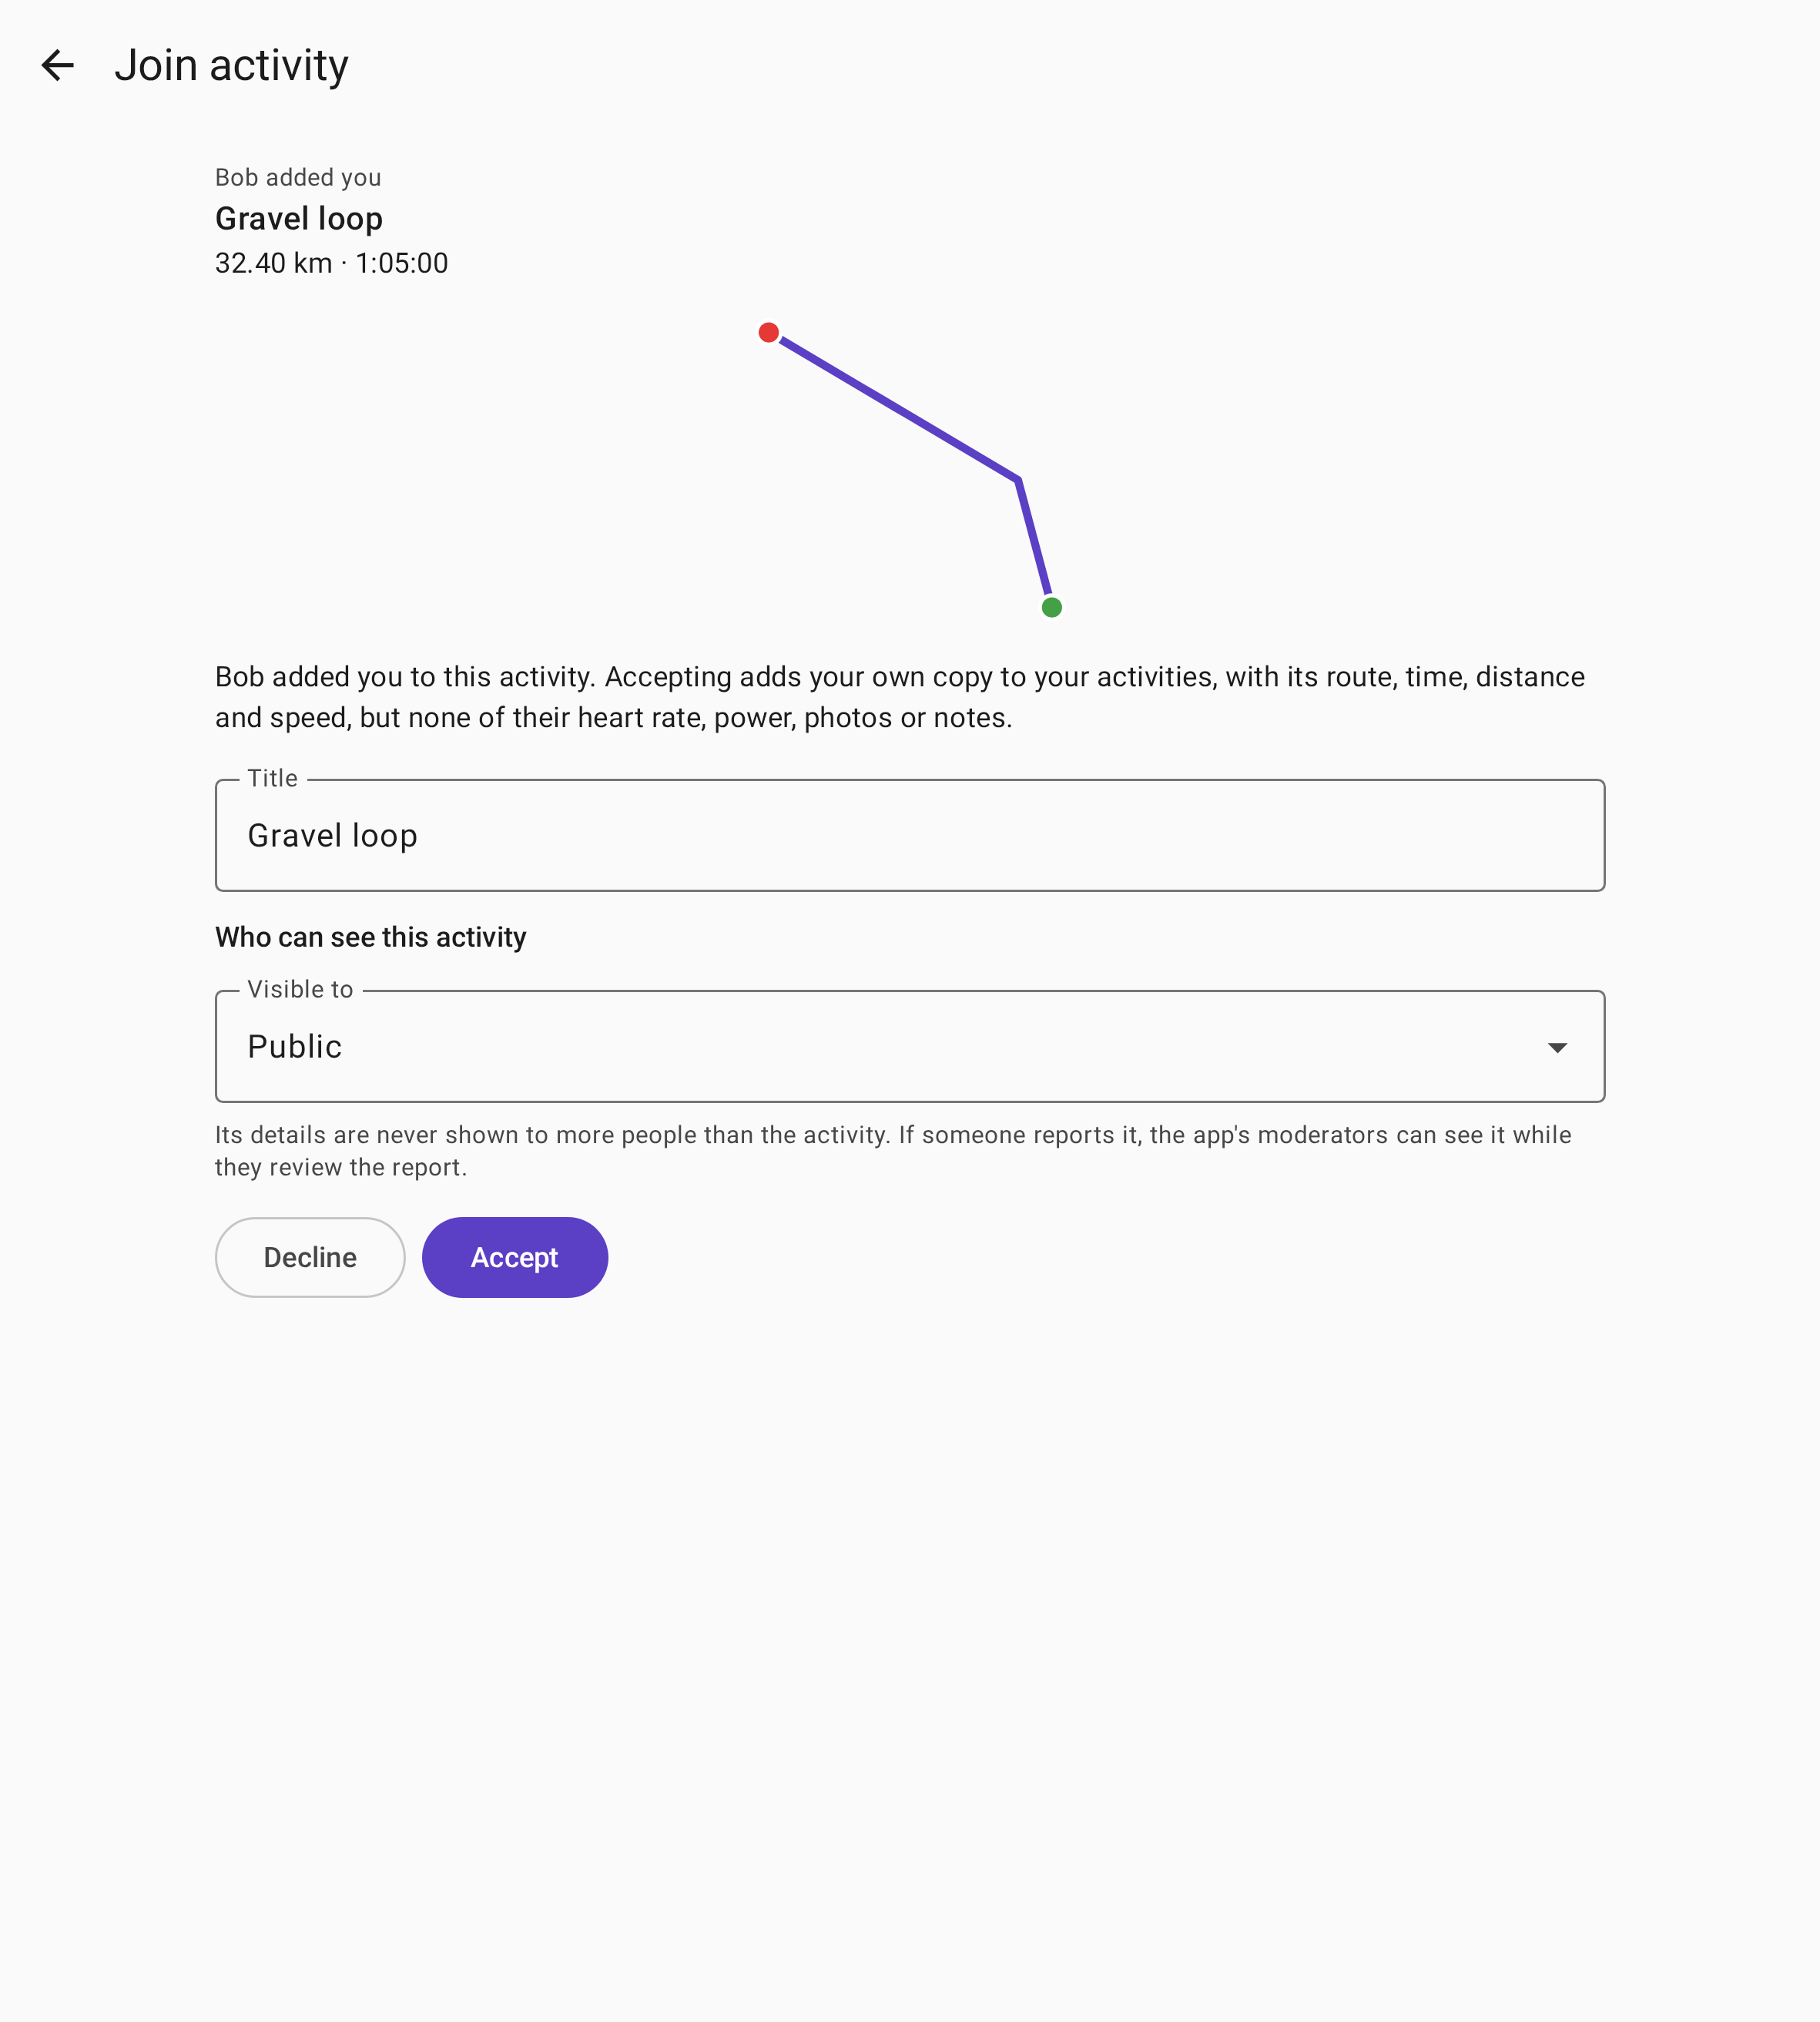 Join activity
Bob added you
Gravel loop
32.40 km · 1:05:00
Bob added you to this activity. Accepting adds your own copy to your activities, with its route, time, distance
and speed, but none of their heart rate, power, photos or notes.
Title
Gravel loop
Who can see this activity
Visible to
Public
Its details are never shown to more people than the activity. If someone reports it, the app's moderators can see it while
they review the report.
Decline
Accept